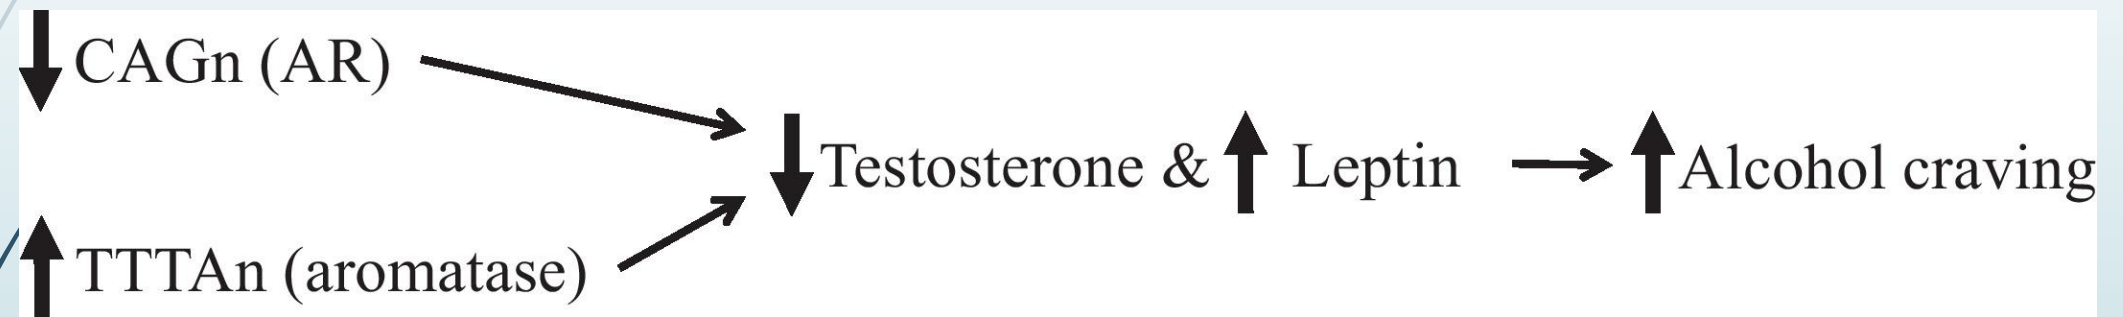 CAGn (AR)
Testosterone & Leptin
Alcohol craving
TTTAn (aromatase)